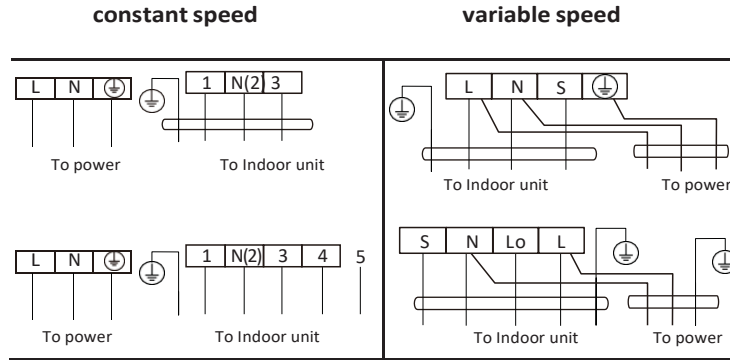 constant speed
variable speed
L N 1 N(2) 3
To power To Indoor unit
L N S
To Indoor unit To power
L N 1 N(2) 3 4 5
To power To Indoor unit
S N Lo L
To Indoor unit To power